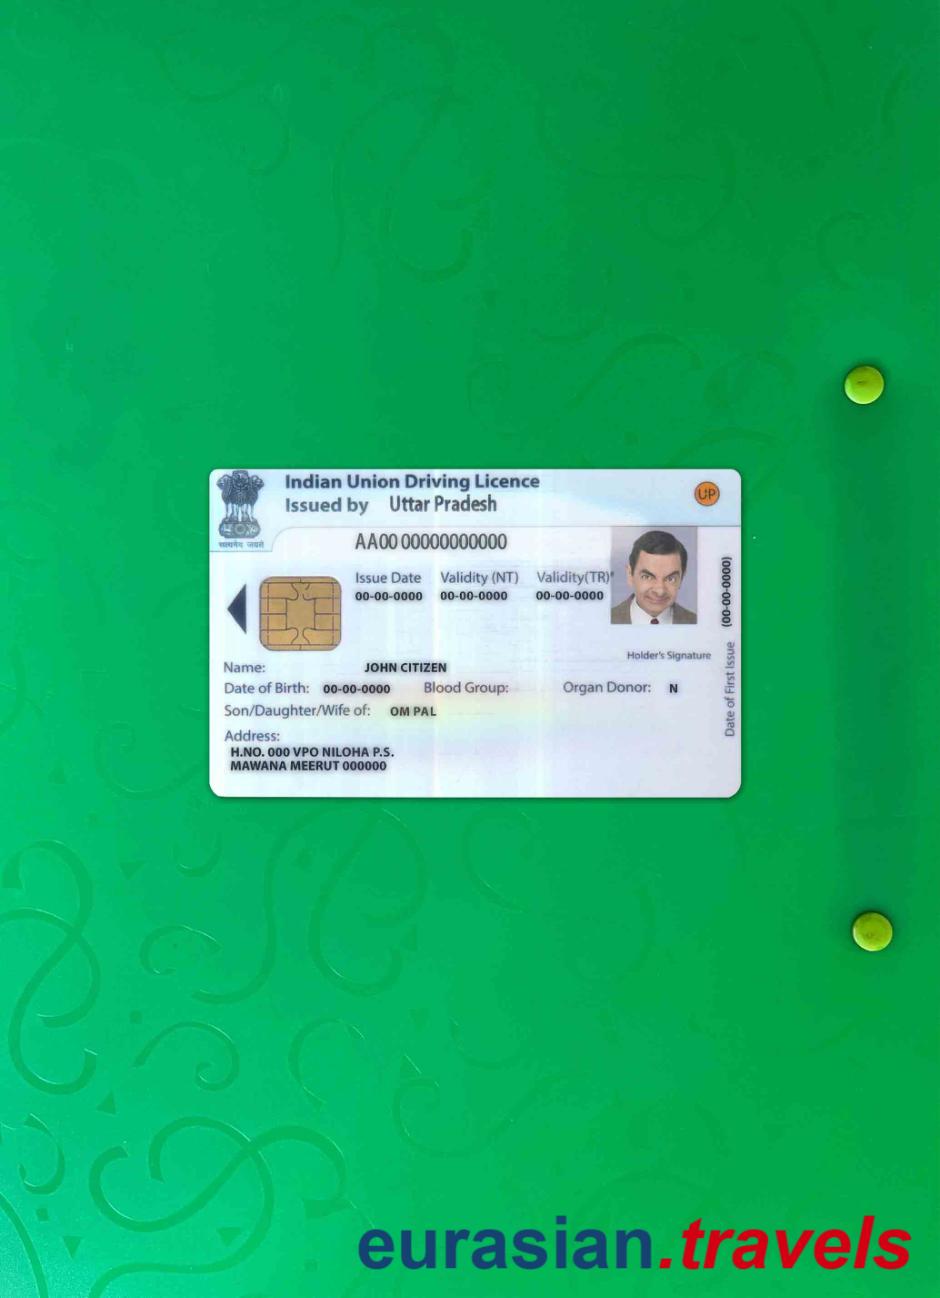 Indian Union Driving Licence
Issued by Uttar Pradesh
UP
सत्यमेव जयते
AA00 00000000000
Issue Date Validity (NT) Validity(TR)*
00-00-0000 00-00-0000 00-00-0000
Holder's Signature
Date of First Issue (00-00-0000)
Name: JOHN CITIZEN
Date of Birth: 00-00-0000 Blood Group: Organ Donor: N
Son/Daughter/Wife of: OM PAL
Address:
H.NO. 000 VPO NILOHA P.S.
MAWANA MEERUT 000000
eurasian.travels